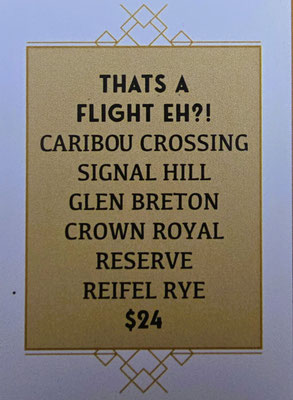 THATS A
FLIGHT EH?!
CARIBOU CROSSING
SIGNAL HILL
GLEN BRETON
CROWN ROYAL
RESERVE
REIFEL RYE
$24